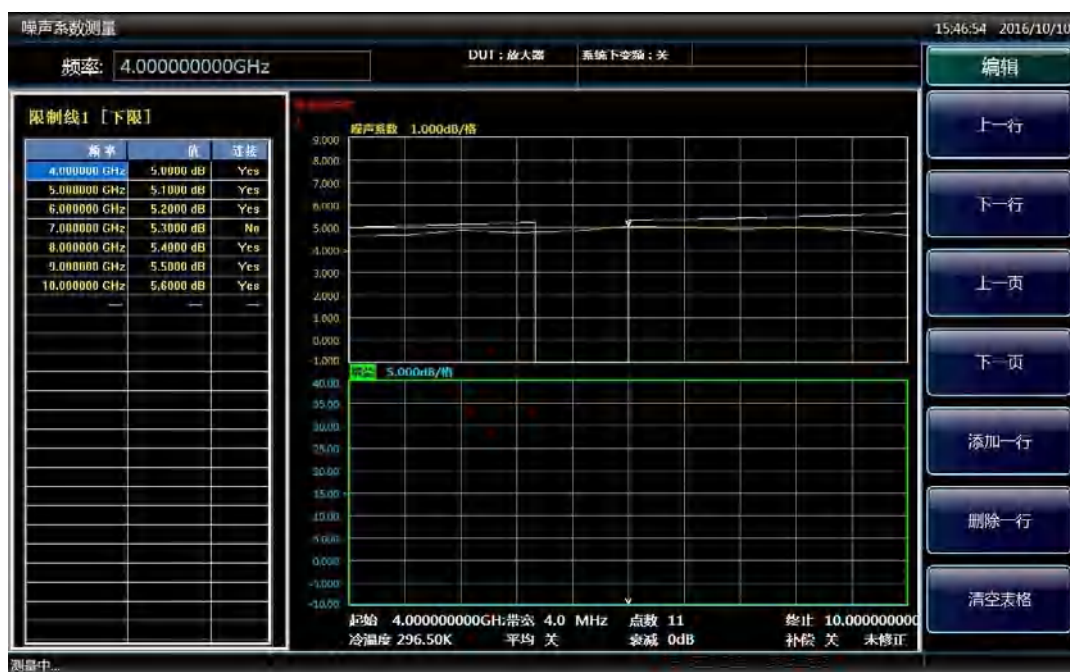 噪声系数测量
15:46:54 2016/10/10
频率: 4.000000000GHz
DUT：放大器 系统下变频：关
编辑
限制线1 [下限]
频率 值 连接
4.000000 GHz 5.0000 dB Yes
5.000000 GHz 5.1000 dB Yes
6.000000 GHz 5.2000 dB Yes
7.000000 GHz 5.3000 dB No
8.000000 GHz 5.4000 dB Yes
9.000000 GHz 5.5000 dB Yes
10.000000 GHz 5.6000 dB Yes
— — —
噪声系数 1.000dB/格
9.000
8.000
7.000
6.000
5.000
4.000
3.000
2.000
1.000
0.000
-1.000
增益 5.000dB/格
40.00
35.00
30.00
25.00
20.00
15.00
10.00
5.000
0.000
-5.000
-10.00
起始 4.000000000GH: 带宽 4.0 MHz 点数 11 终止 10.000000000
冷温度 296.50K 平均 关 衰减 0dB 补偿 关 未修正
上一行
下一行
上一页
下一页
添加一行
删除一行
清空表格
测量中...